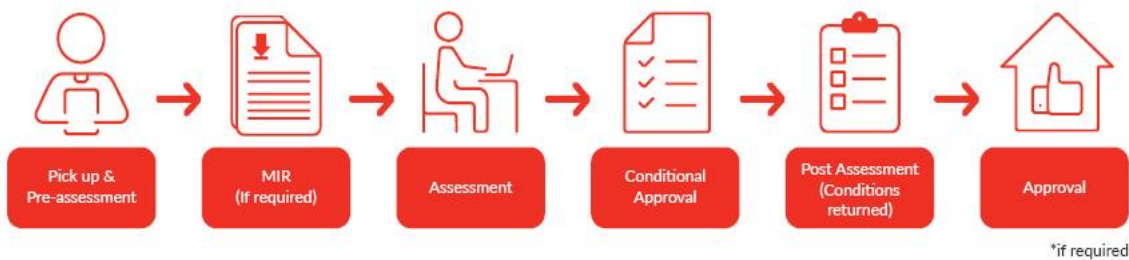 Pick up &
Pre-assessment
MIR
(If required)
Assessment
Conditional
Approval
Post Assessment
(Conditions
returned)
Approval
*if required